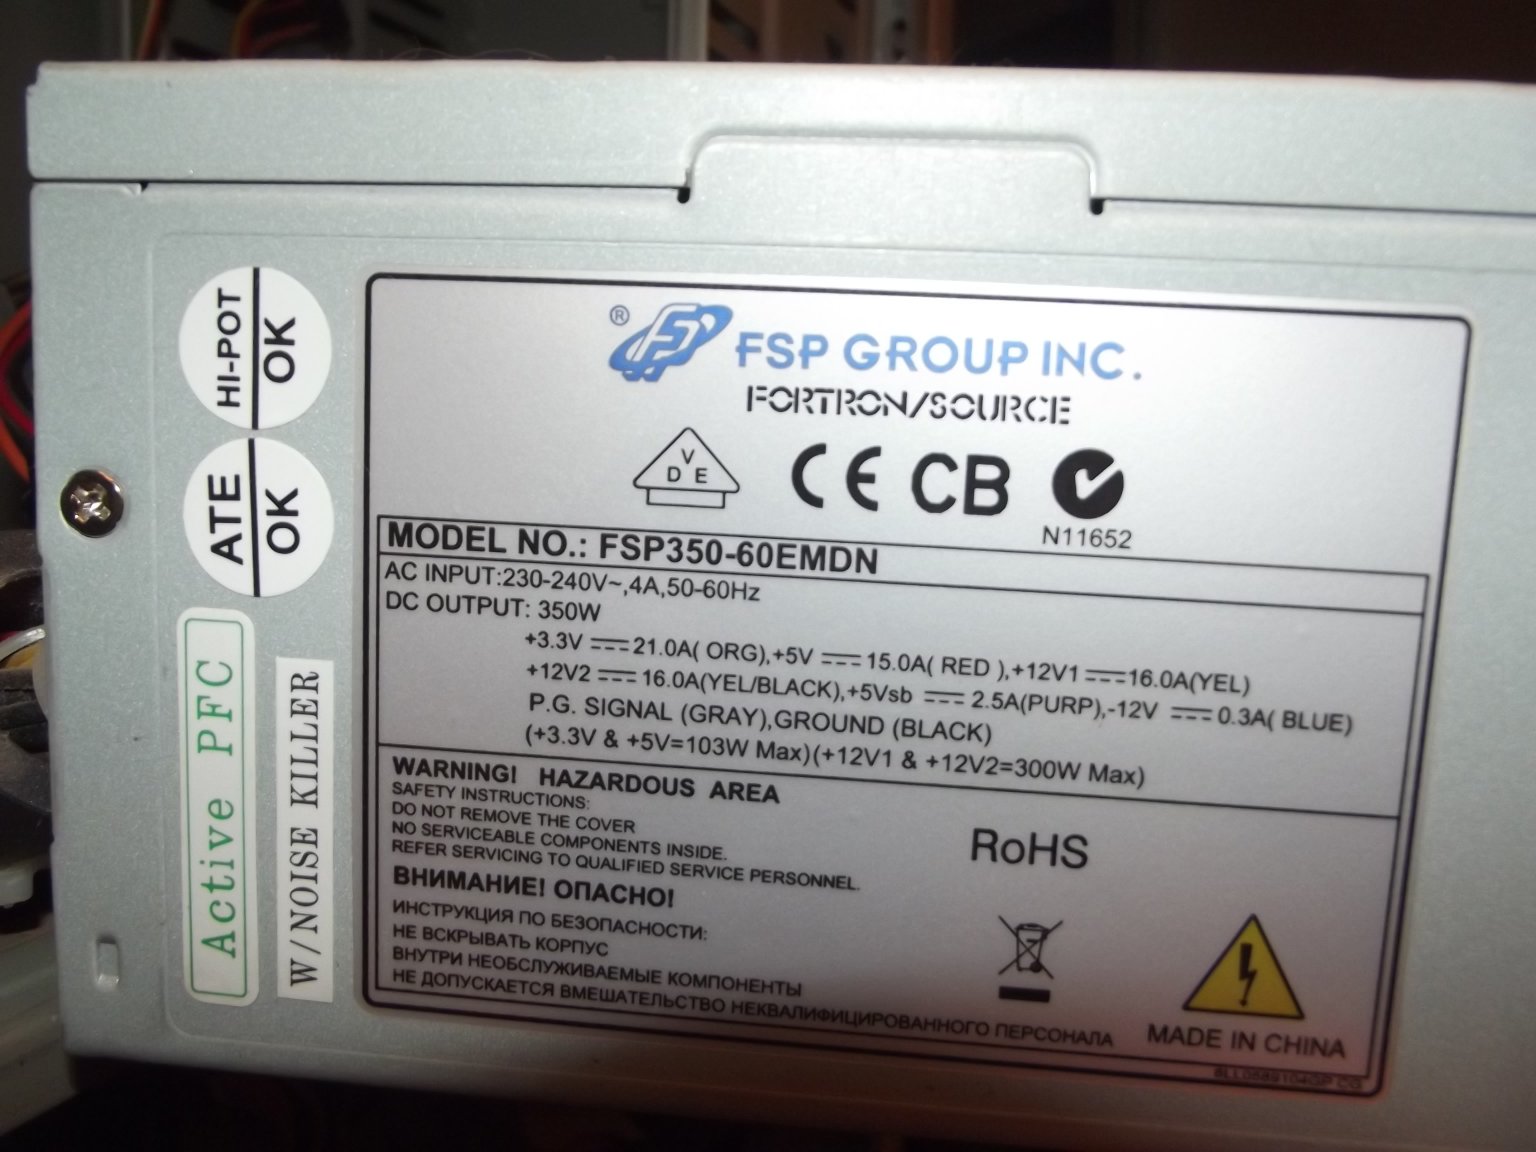 HI-POT
OK
ATE
OK
Active PFC
W/NOISE KILLER
® FSP FSP GROUP INC.
FORTRON/SOURCE
V
D E
CE CB
N11652
MODEL NO.: FSP350-60EMDN
AC INPUT:230-240V~,4A,50-60Hz
DC OUTPUT: 350W
+3.3V ⎓ 21.0A( ORG),+5V ⎓ 15.0A( RED ),+12V1 ⎓ 16.0A(YEL)
+12V2 ⎓ 16.0A(YEL/BLACK),+5Vsb ⎓ 2.5A(PURP),-12V ⎓ 0.3A( BLUE)
P.G. SIGNAL (GRAY),GROUND (BLACK)
(+3.3V & +5V=103W Max)(+12V1 & +12V2=300W Max)
WARNING! HAZARDOUS AREA
SAFETY INSTRUCTIONS:
DO NOT REMOVE THE COVER
NO SERVICEABLE COMPONENTS INSIDE.
REFER SERVICING TO QUALIFIED SERVICE PERSONNEL.
ВНИМАНИЕ! ОПАСНО!
ИНСТРУКЦИЯ ПО БЕЗОПАСНОСТИ:
НЕ ВСКРЫВАТЬ КОРПУС
ВНУТРИ НЕОБСЛУЖИВАЕМЫЕ КОМПОНЕНТЫ
НЕ ДОПУСКАЕТСЯ ВМЕШАТЕЛЬСТВО НЕКВАЛИФИЦИРОВАННОГО ПЕРСОНАЛА
RoHS
MADE IN CHINA